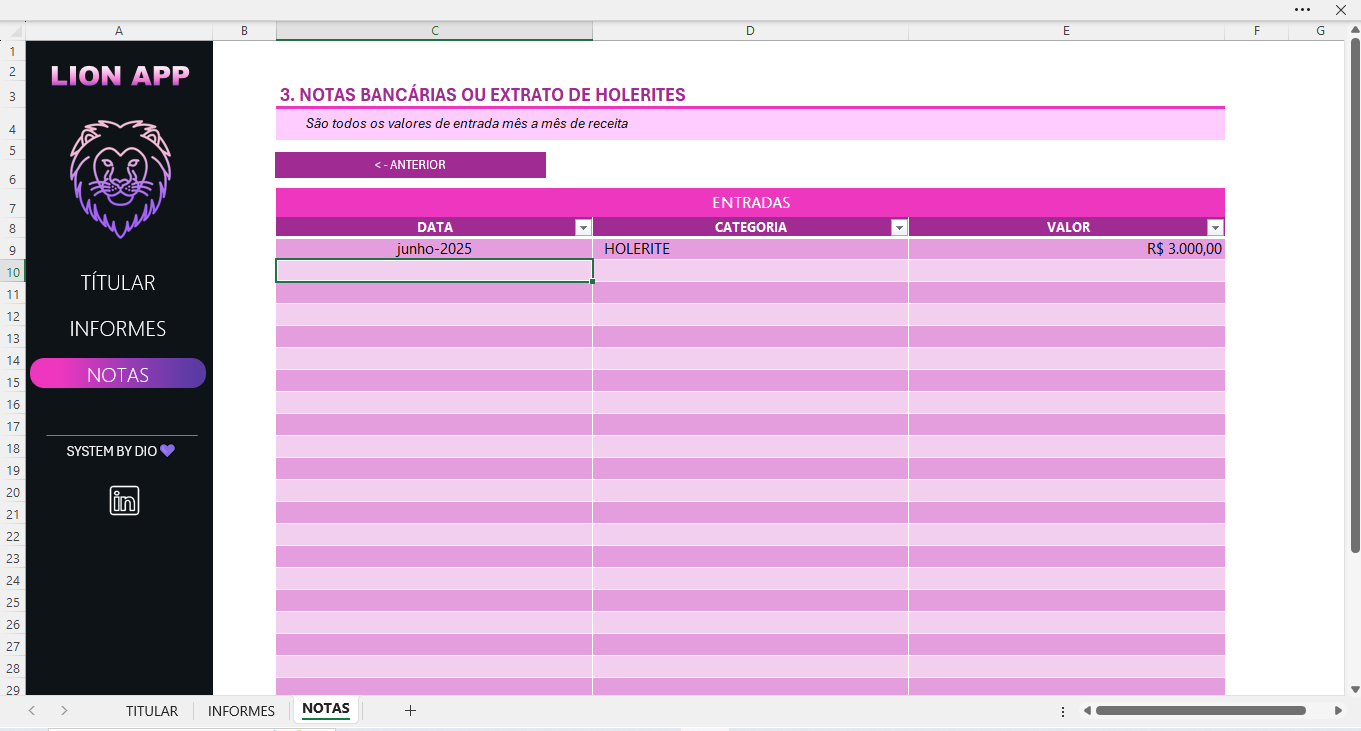 A B C D E F G
1
2
3
4
5
6
7
8
9
10
11
12
13
14
15
16
17
18
19
20
21
22
23
24
25
26
27
28
29
LION APP
TÍTULAR
INFORMES
NOTAS
SYSTEM BY DIO
in
3. NOTAS BANCÁRIAS OU EXTRATO DE HOLERITES
São todos os valores de entrada mês a mês de receita
< - ANTERIOR
ENTRADAS
DATA CATEGORIA VALOR
junho-2025 HOLERITE R$ 3.000,00
TITULAR INFORMES NOTAS